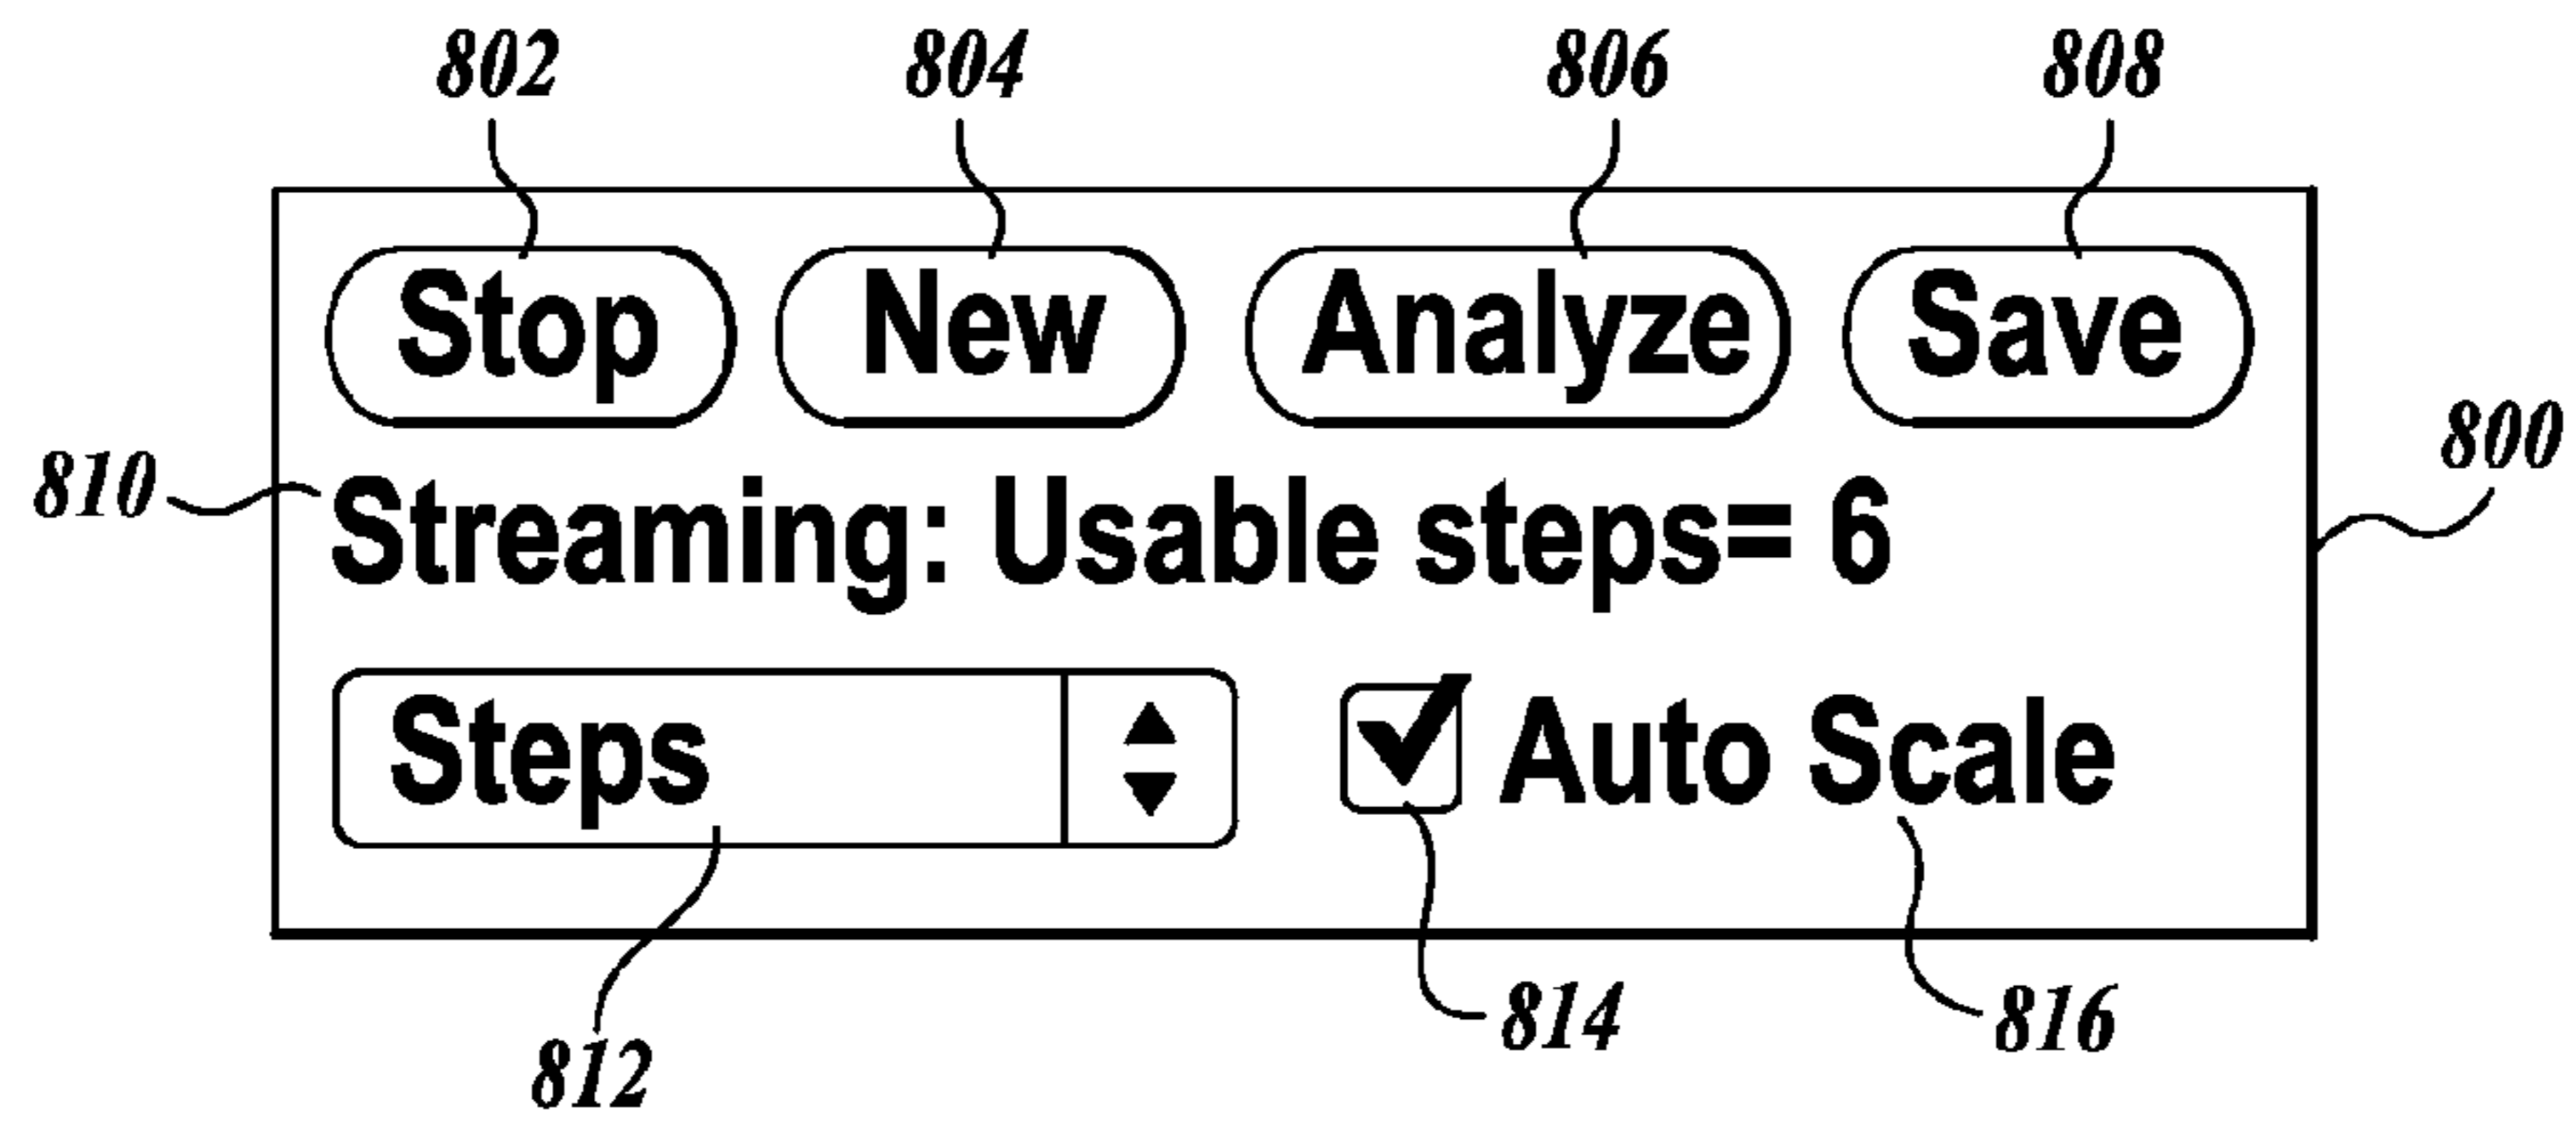 802 804 806 808
Stop New Analyze Save
800
810 Streaming: Usable steps= 6
Steps Auto Scale
812 814 816